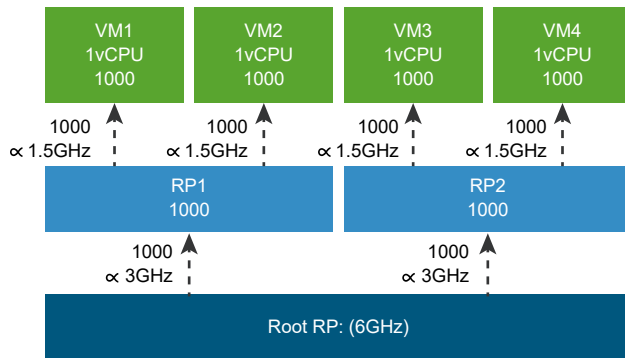 VM1
1vCPU
1000
VM2
1vCPU
1000
VM3
1vCPU
1000
VM4
1vCPU
1000
1000
∝ 1.5GHz
1000
∝ 1.5GHz
1000
∝ 1.5GHz
1000
∝ 1.5GHz
RP1
1000
RP2
1000
1000
∝ 3GHz
1000
∝ 3GHz
Root RP: (6GHz)